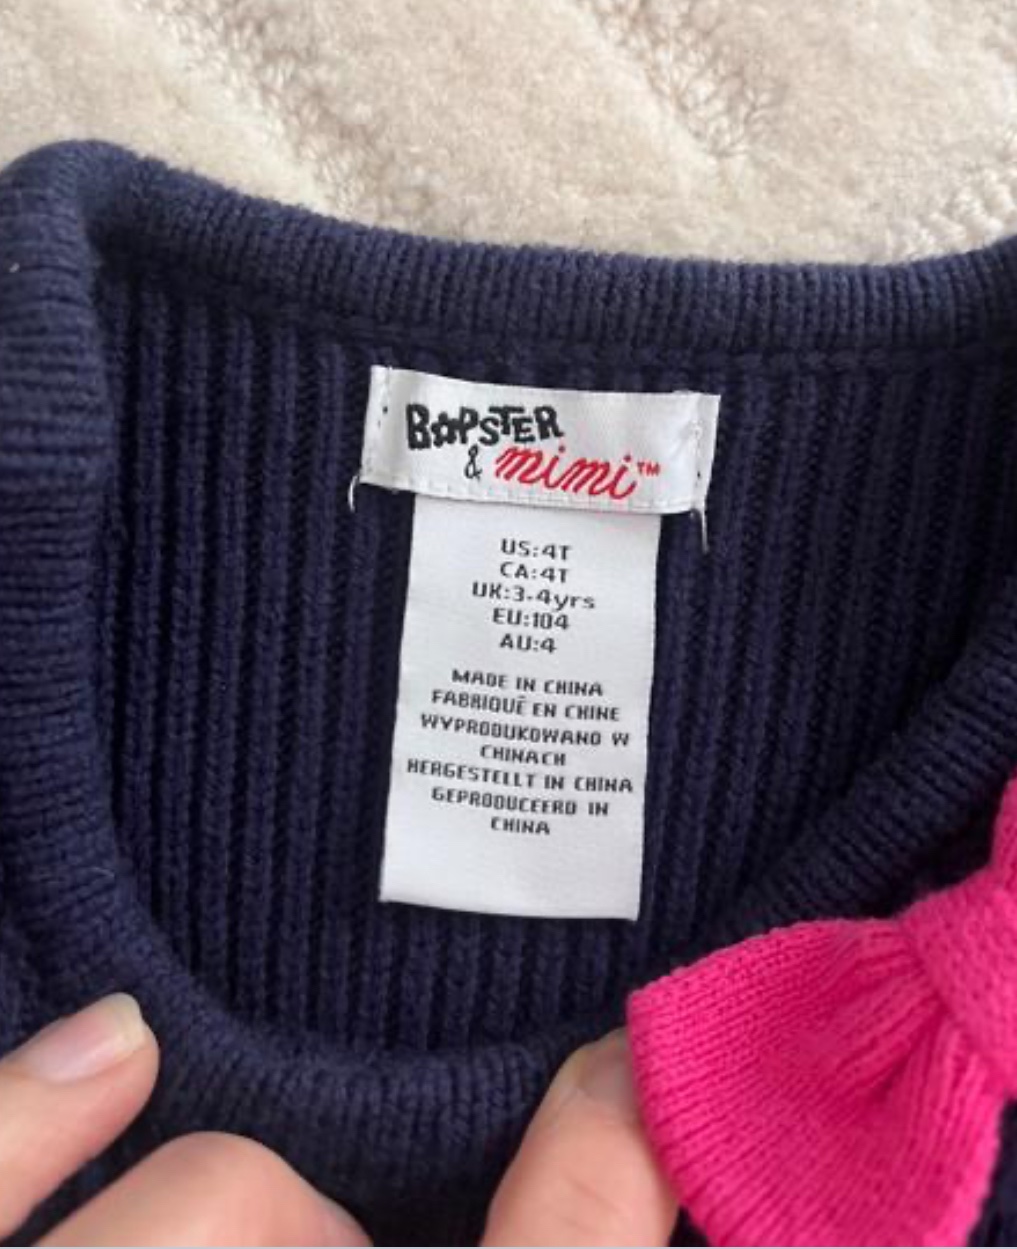 BOPSTER
& mimi™
US:4T
CA:4T
UK:3-4yrs
EU:104
AU:4
MADE IN CHINA
FABRIQUÉ EN CHINE
WYPRODUKOWANO W
CHINACH
HERGESTELLT IN CHINA
GEPRODUCEERD IN
CHINA